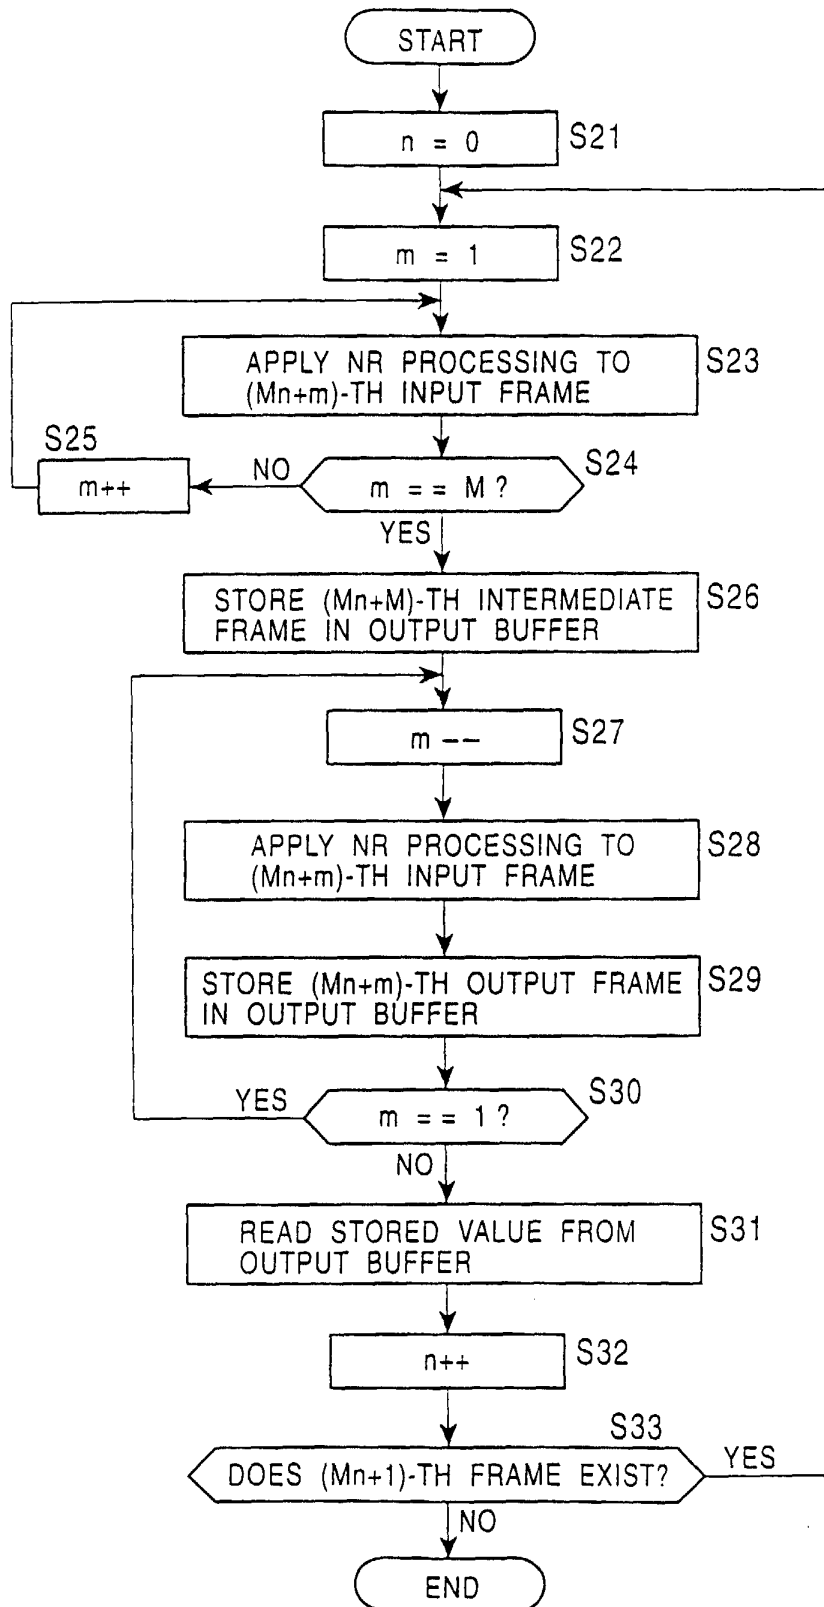 START
n = 0
S21
m = 1
S22
APPLY NR PROCESSING TO
(Mn+m)-TH INPUT FRAME
S23
S25
m++
NO
m == M?
S24
YES
STORE (Mn+M)-TH INTERMEDIATE
FRAME IN OUTPUT BUFFER
S26
m --
S27
APPLY NR PROCESSING TO
(Mn+m)-TH INPUT FRAME
S28
STORE (Mn+m)-TH OUTPUT FRAME
IN OUTPUT BUFFER
S29
YES
m == 1?
S30
NO
READ STORED VALUE FROM
OUTPUT BUFFER
S31
n++
S32
S33
DOES (Mn+1)-TH FRAME EXIST?
YES
NO
END